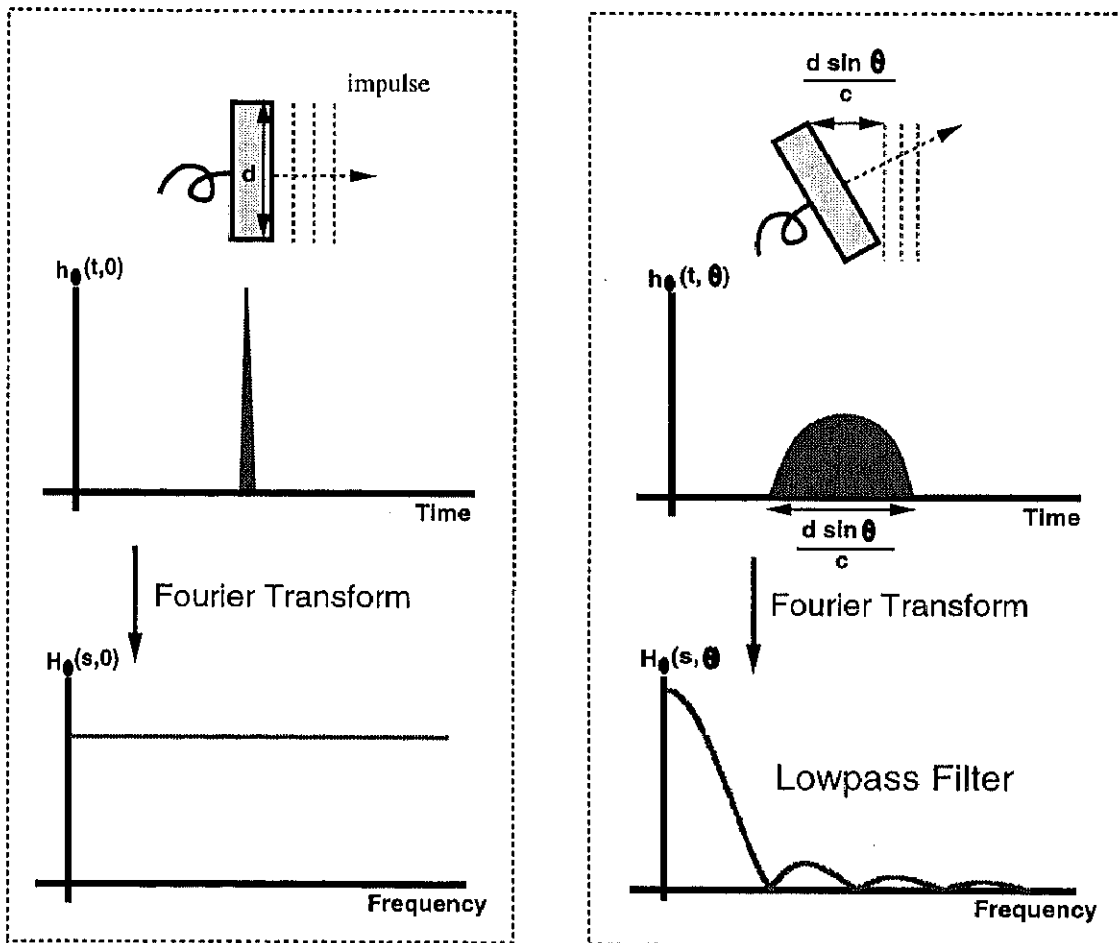 impulse
d
h (t,0)
Time
Fourier Transform
H (s,0)
Frequency
d sin θ
c
h (t, θ)
Time
d sin θ
c
Fourier Transform
H (s, θ
Lowpass Filter
Frequency